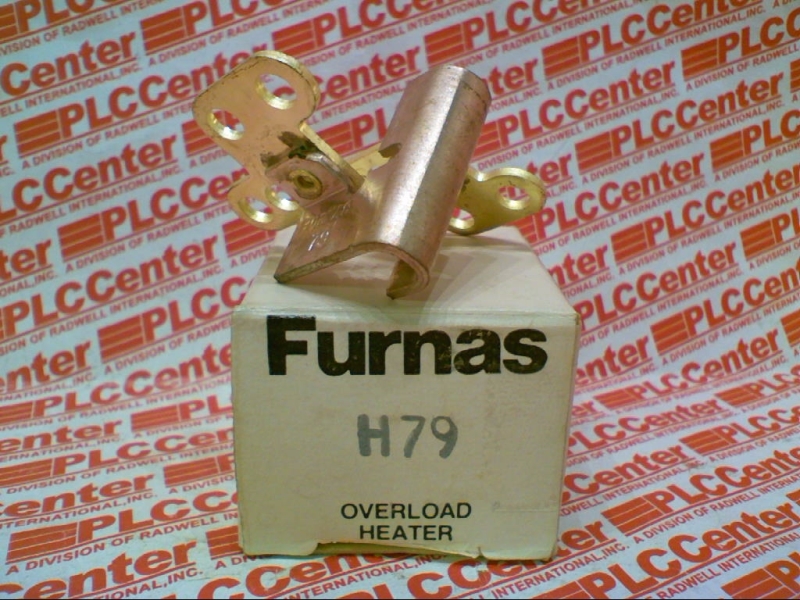 Furnas
H79
OVERLOAD
HEATER
PLCCenter
A DIVISION OF RADWELL INTERNATIONAL, INC.